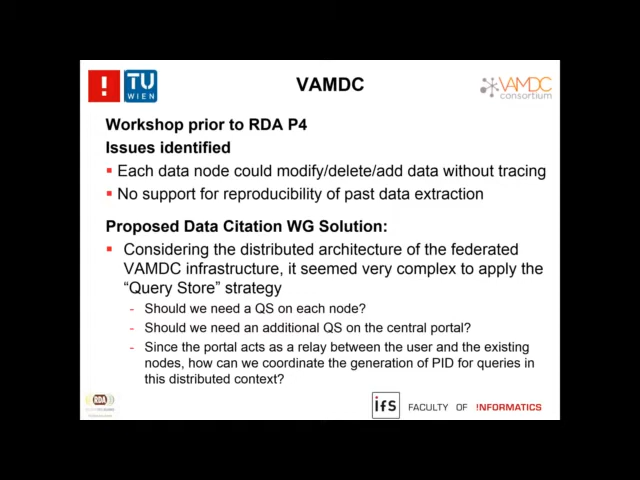 !
TU
WIEN
VAMDC
VAMDC
consortium
Workshop prior to RDA P4
Issues identified
Each data node could modify/delete/add data without tracing
No support for reproducibility of past data extraction
Proposed Data Citation WG Solution:
Considering the distributed architecture of the federated
VAMDC infrastructure, it seemed very complex to apply the
“Query Store” strategy
- Should we need a QS on each node?
- Should we need an additional QS on the central portal?
- Since the portal acts as a relay between the user and the existing
nodes, how can we coordinate the generation of PID for queries in
this distributed context?
RDA
ifs
FACULTY OF !NFORMATICS